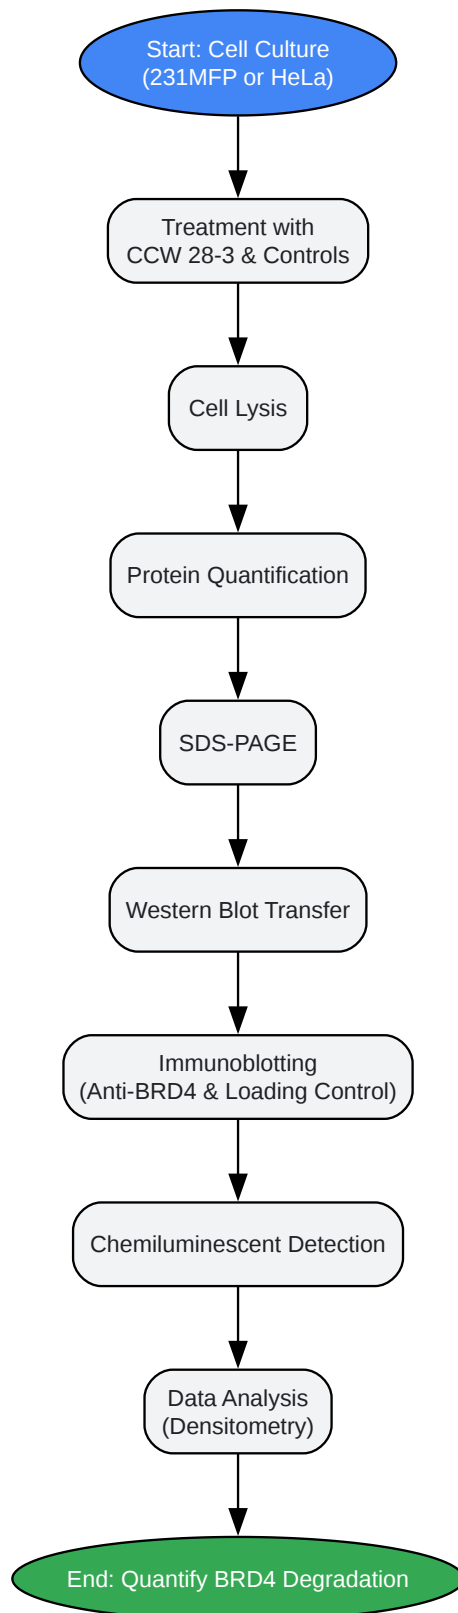 Start: Cell Culture
(231MFP or HeLa)
Treatment with
CCW 28-3 & Controls
Cell Lysis
Protein Quantification
SDS-PAGE
Western Blot Transfer
Immunoblotting
(Anti-BRD4 & Loading Control)
Chemiluminescent Detection
Data Analysis
(Densitometry)
End: Quantify BRD4 Degradation